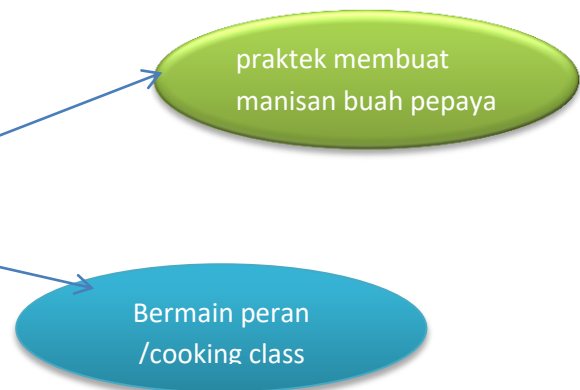 praktek membuat
manisan buah pepaya
Bermain peran
/cooking class